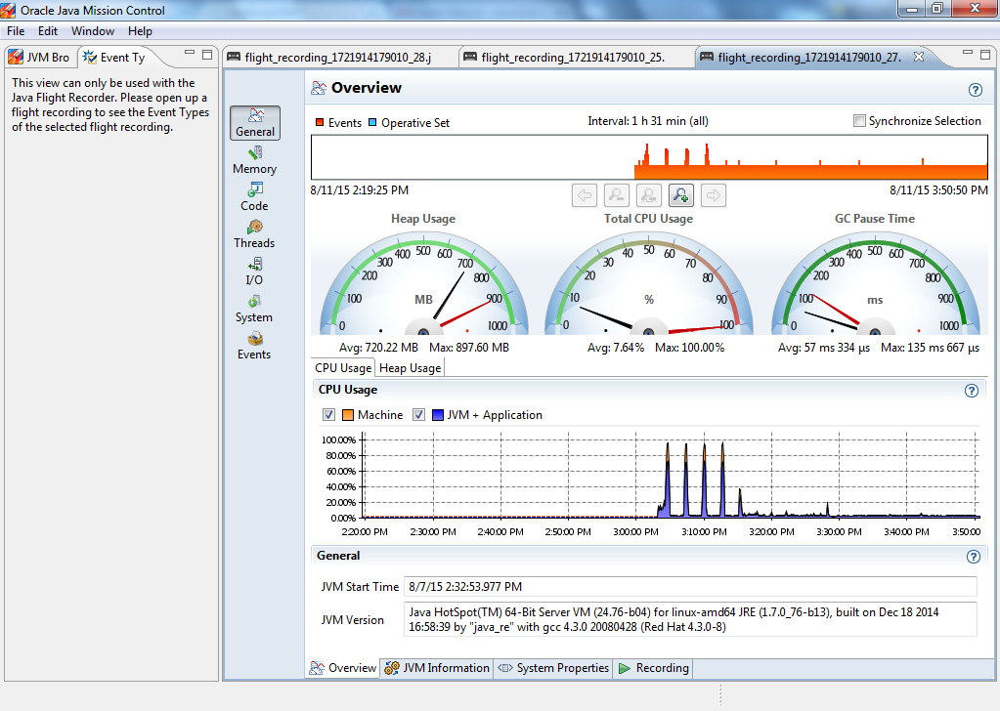 Oracle Java Mission Control
File Edit Window Help
JVM Bro Event Ty
This view can only be used with the
Java Flight Recorder. Please open up a
flight recording to see the Event Types
of the selected flight recording.
flight_recording_1721914179010_28.j flight_recording_1721914179010_25. flight_recording_1721914179010_27.
General
Memory
Code
Threads
I/O
System
Events
Overview
Events Operative Set Interval: 1 h 31 min (all) Synchronize Selection
8/11/15 2:19:25 PM 8/11/15 3:50:50 PM
Heap Usage Total CPU Usage GC Pause Time
0 100 200 300 400 500 600 700 800 900 1000
MB
0 10 20 30 40 50 60 70 80 90 100
%
0 100 200 300 400 500 600 700 800 900 1000
ms
Avg: 720.22 MB Max: 897.60 MB Avg: 7.64% Max: 100.00% Avg: 57 ms 334 µs Max: 135 ms 667 µs
CPU Usage Heap Usage
CPU Usage
Machine JVM + Application
100.00%
80.00%
60.00%
40.00%
20.00%
0.00%
2:20:00 PM 2:30:00 PM 2:40:00 PM 2:50:00 PM 3:00:00 PM 3:10:00 PM 3:20:00 PM 3:30:00 PM 3:40:00 PM 3:50:00
General
JVM Start Time 8/7/15 2:32:53.977 PM
JVM Version
Java HotSpot(TM) 64-Bit Server VM (24.76-b04) for linux-amd64 JRE (1.7.0_76-b13), built on Dec 18 2014
16:58:39 by "java_re" with gcc 4.3.0 20080428 (Red Hat 4.3.0-8)
Overview JVM Information System Properties Recording